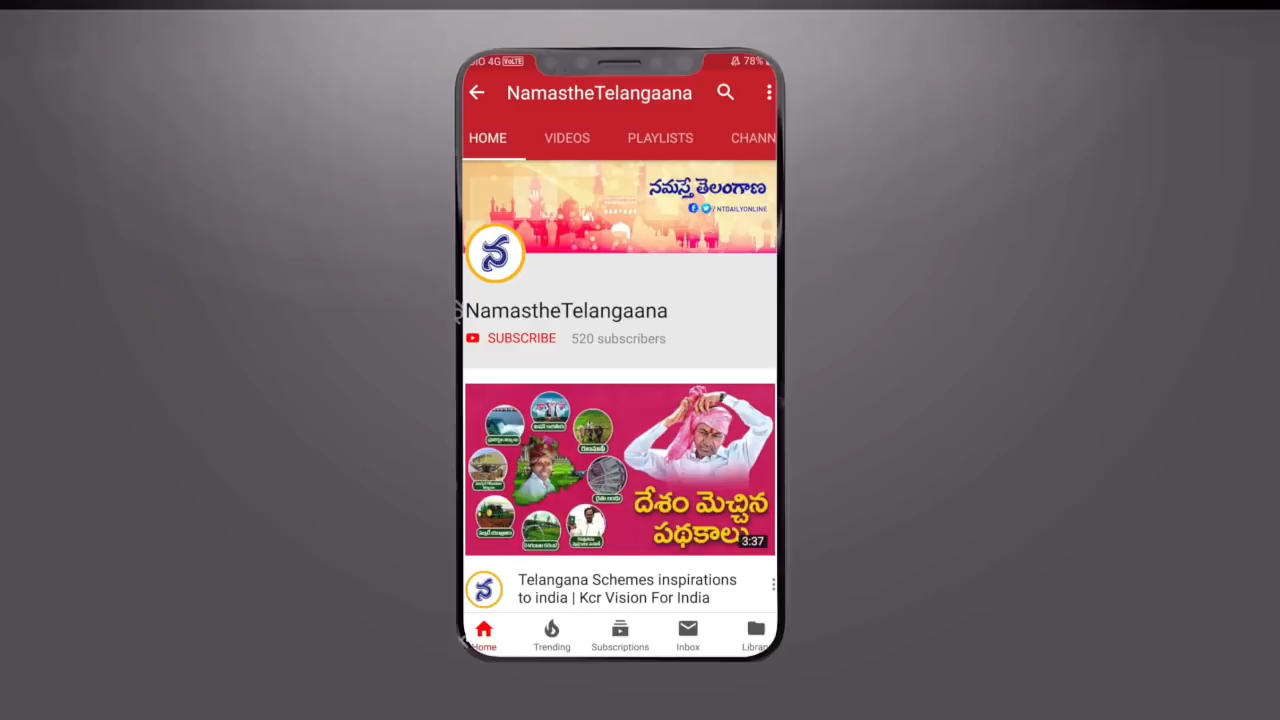 JIO 4G VoLTE 78%
NamastheTelangaana
HOME VIDEOS PLAYLISTS CHANN
నమస్తే తెలంగాణ
/ NTDAILYONLINE
న
NamastheTelangaana
SUBSCRIBE 520 subscribers
దేశం మెచ్చిన
పథకాలు
3:37
న
Telangana Schemes inspirations
to india | Kcr Vision For India
Home Trending Subscriptions Inbox Librar